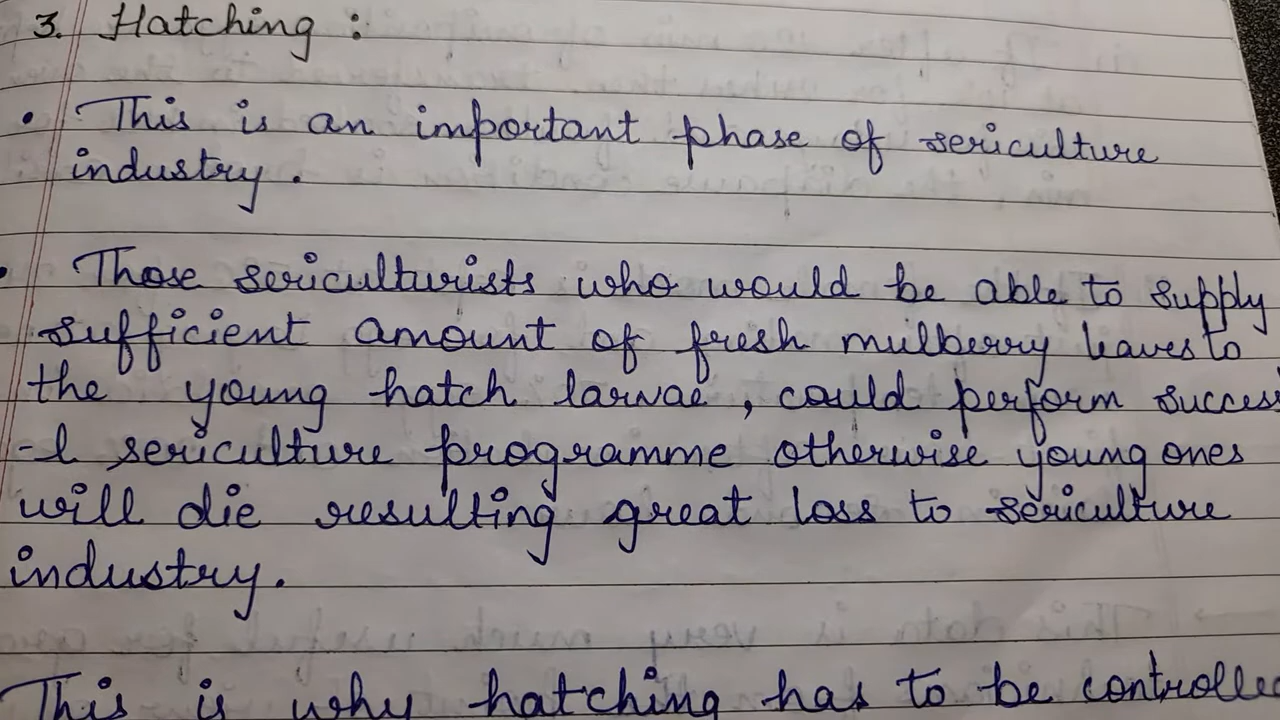 3. Hatching :
• This is an important phase of sericulture
industry.
• Those sericulturists who would be able to supply
sufficient amount of fresh mulberry leaves to
the young hatch larvae, could perform success
-l sericulture programme otherwise young ones
will die resulting great loss to sericulture
industry.
This is why hatching has to be controlle